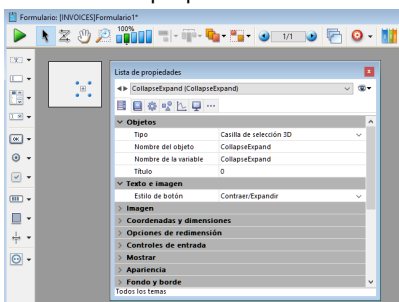 Formulario: [INVOICES]Formulario1*
100%
1/1
Lista de propiedades
CollapseExpand (CollapseExpand)
Objetos
Tipo Casilla de selección 3D
Nombre del objeto CollapseExpand
Nombre de la variable CollapseExpand
Título 0
Texto e imagen
Estilo de botón Contraer/Expandir
Imagen
Coordenadas y dimensiones
Opciones de redimensión
Controles de entrada
Mostrar
Apariencia
Fondo y borde
Todos los temas